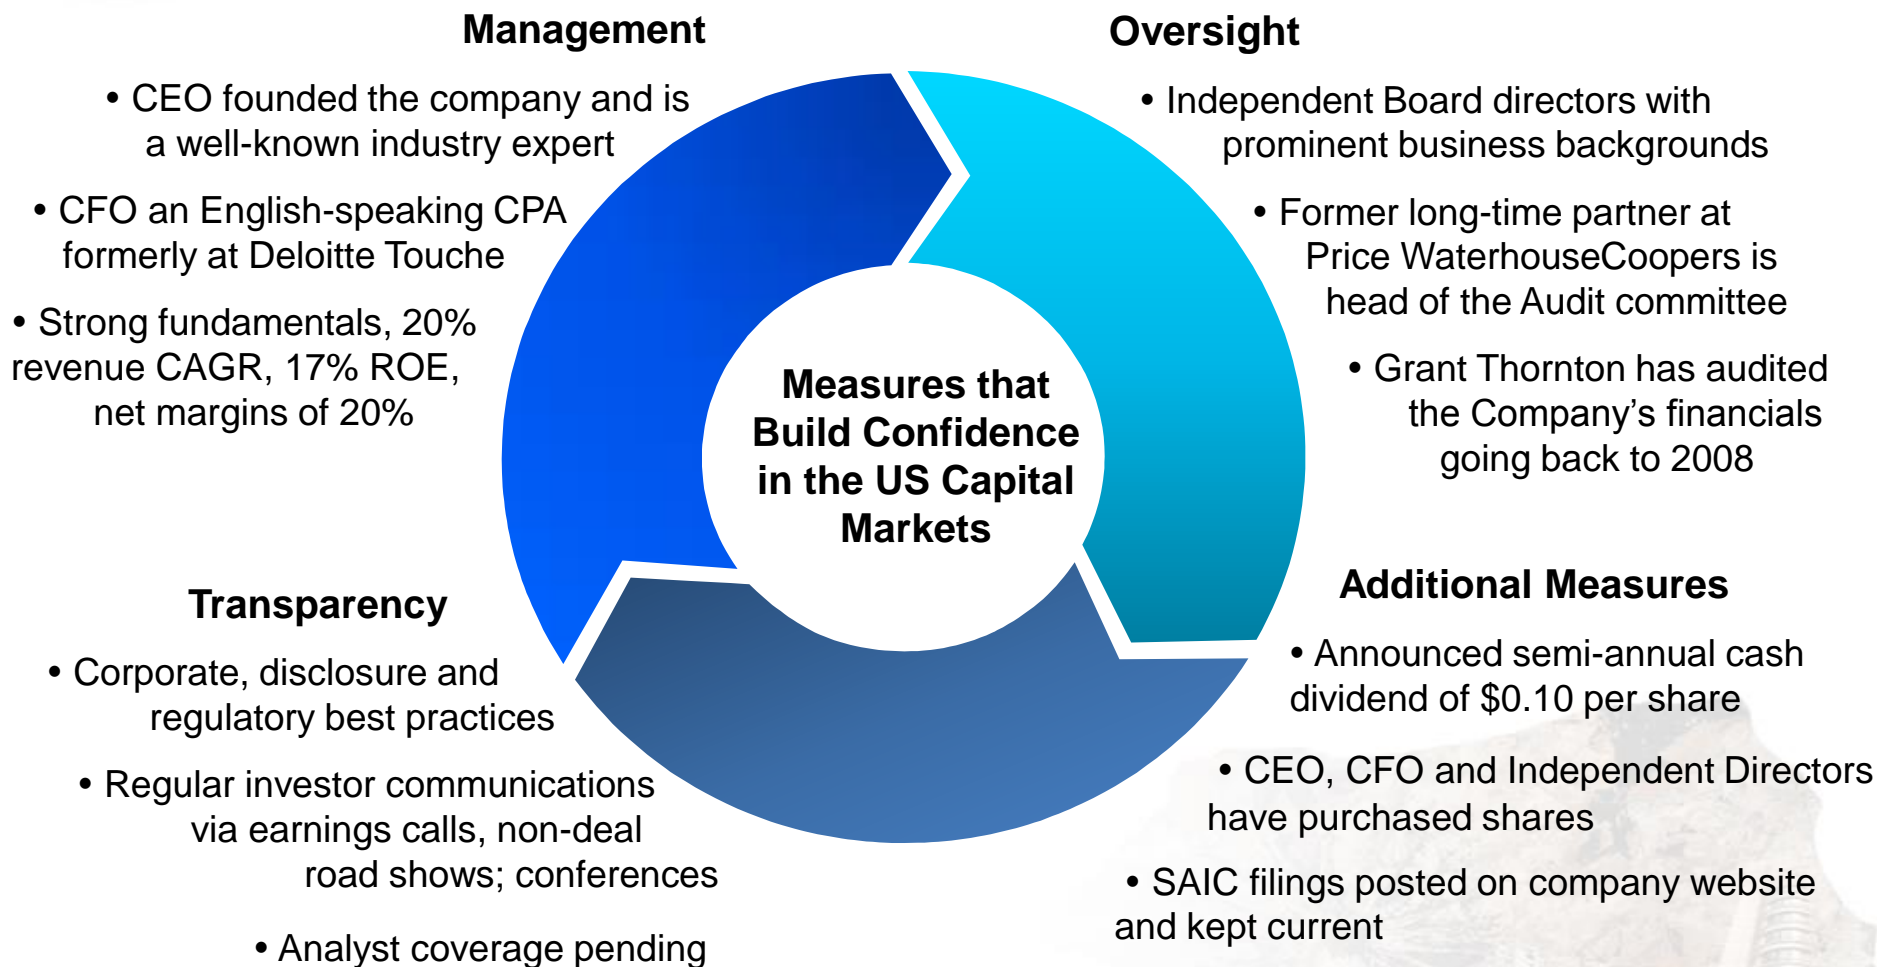 Management
• CEO founded the company and is
a well-known industry expert
• CFO an English-speaking CPA
formerly at Deloitte Touche
• Strong fundamentals, 20%
revenue CAGR, 17% ROE,
net margins of 20%
Oversight
• Independent Board directors with
prominent business backgrounds
• Former long-time partner at
Price WaterhouseCoopers is
head of the Audit committee
• Grant Thornton has audited
the Company’s financials
going back to 2008
Measures that
Build Confidence
in the US Capital
Markets
Transparency
• Corporate, disclosure and
regulatory best practices
• Regular investor communications
via earnings calls, non-deal
road shows; conferences
• Analyst coverage pending
Additional Measures
• Announced semi-annual cash
dividend of $0.10 per share
• CEO, CFO and Independent Directors
have purchased shares
• SAIC filings posted on company website
and kept current